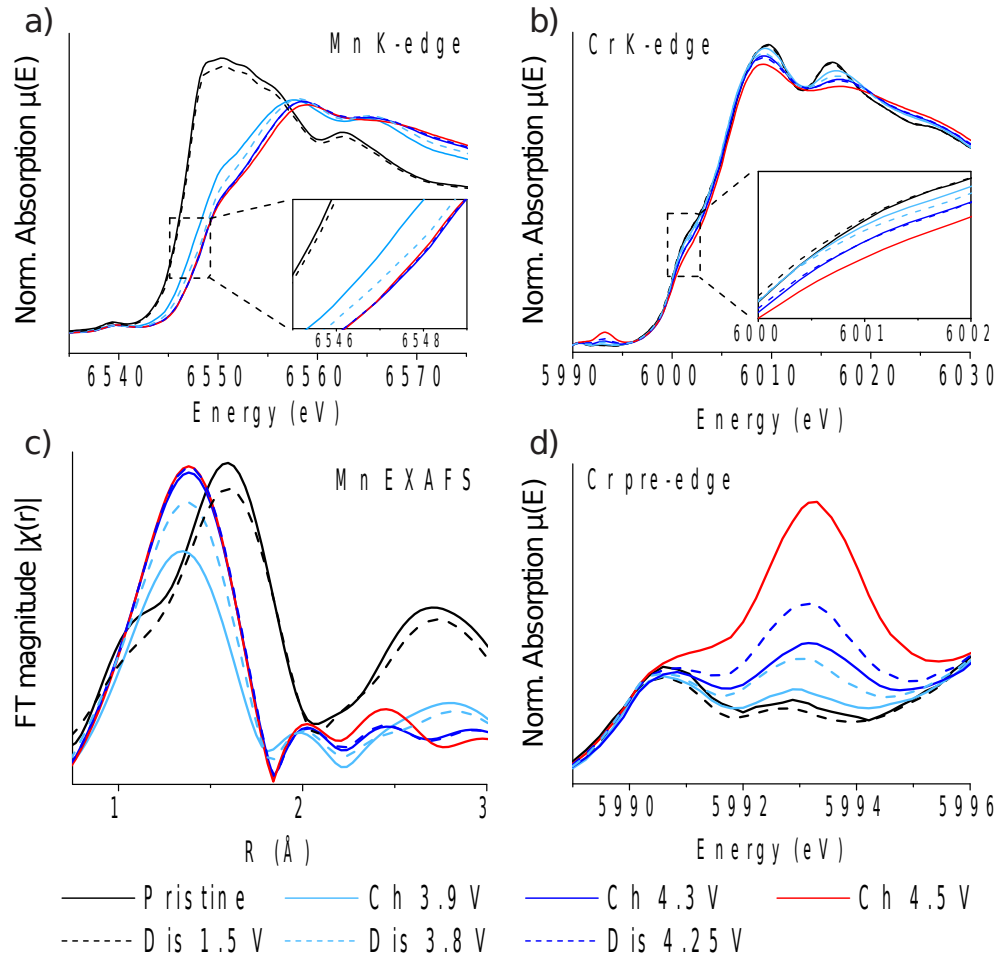 a)
Mn K-edge
Norm. Absorption μ(E)
6546 6548
6540 6550 6560 6570
Energy (eV)
b)
CrK-edge
Norm. Absorption μ(E)
6000 6001 6002
5990 6000 6010 6020 6030
Energy (eV)
c)
Mn EXAFS
FT magnitude |χ(r)|
1 2 3
R (Å)
d)
Cr pre-edge
Norm. Absorption μ(E)
5990 5992 5994 5996
Energy (eV)
Pristine Ch 3.9 V Ch 4.3 V Ch 4.5 V
Dis 1.5 V Dis 3.8 V Dis 4.25 V